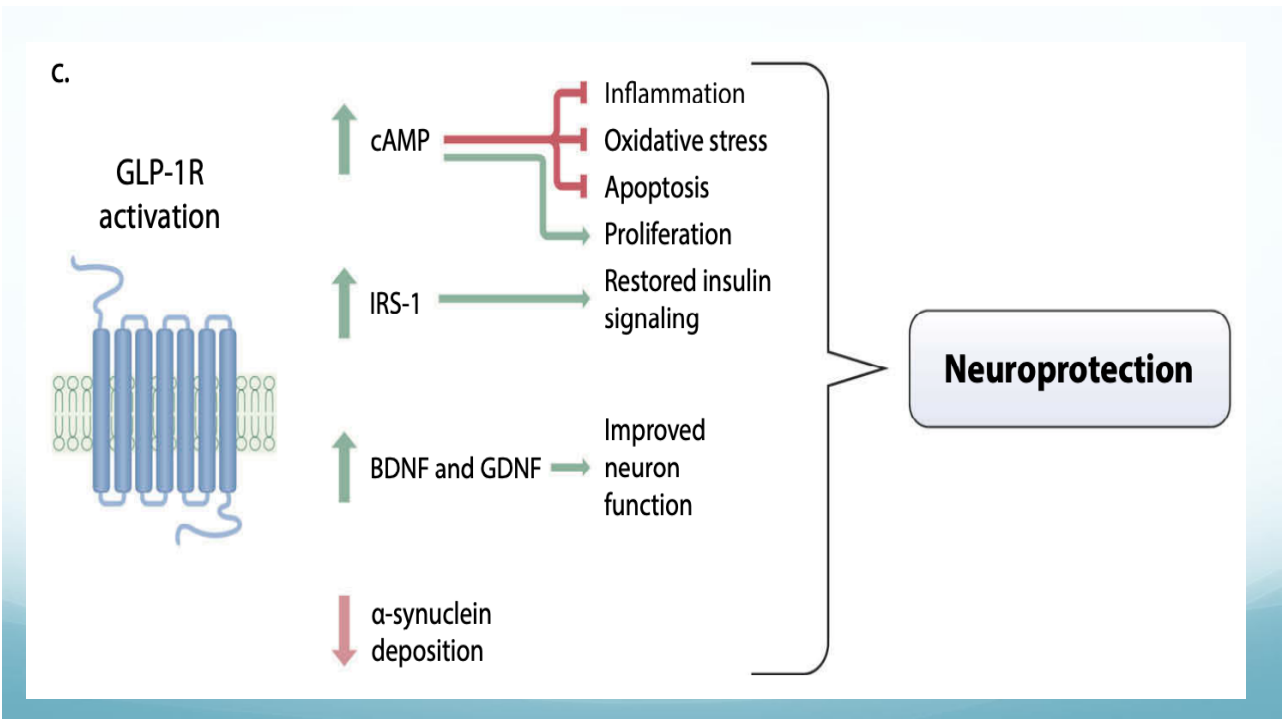 c.
GLP-1R
activation
cAMP
Inflammation
Oxidative stress
Apoptosis
Proliferation
IRS-1
Restored insulin
signaling
BDNF and GDNF
Improved
neuron
function
α-synuclein
deposition
Neuroprotection